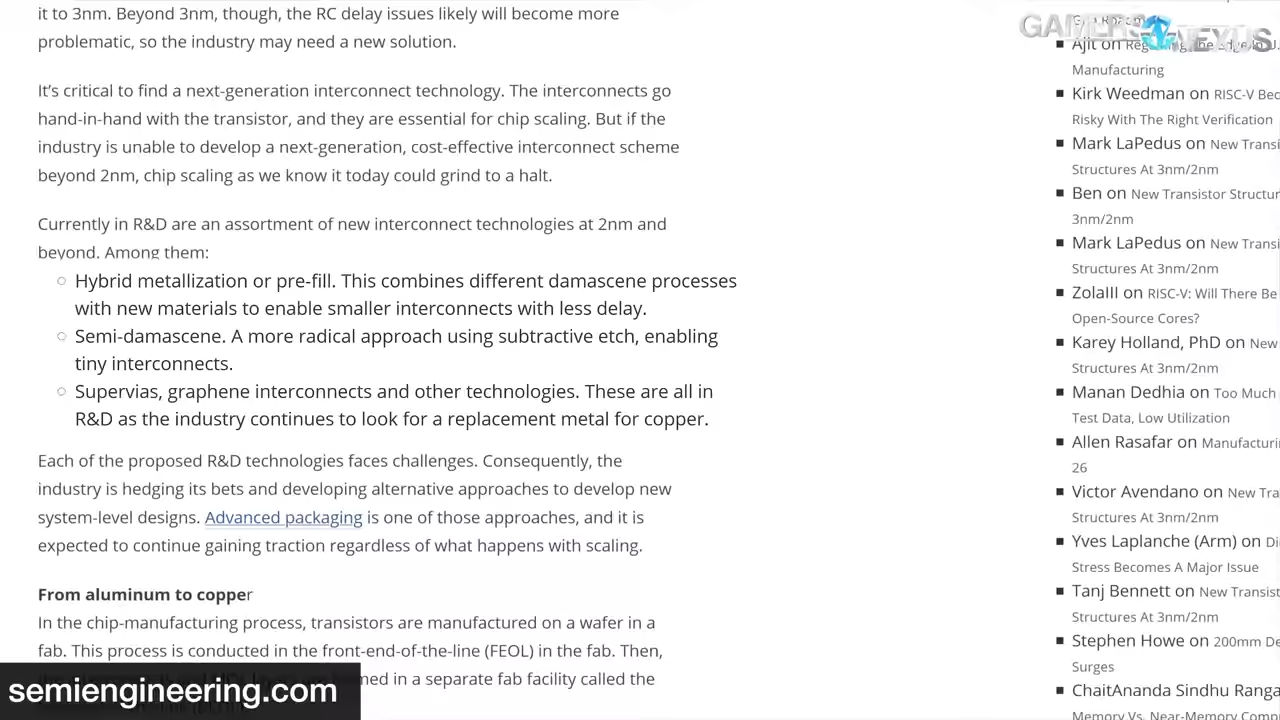 it to 3nm. Beyond 3nm, though, the RC delay issues likely will become more
problematic, so the industry may need a new solution.
It's critical to find a next-generation interconnect technology. The interconnects go
hand-in-hand with the transistor, and they are essential for chip scaling. But if the
industry is unable to develop a next-generation, cost-effective interconnect scheme
beyond 2nm, chip scaling as we know it today could grind to a halt.
Currently in R&D are an assortment of new interconnect technologies at 2nm and
beyond. Among them:
Hybrid metallization or pre-fill. This combines different damascene processes
with new materials to enable smaller interconnects with less delay.
Semi-damascene. A more radical approach using subtractive etch, enabling
tiny interconnects.
Supervias, graphene interconnects and other technologies. These are all in
R&D as the industry continues to look for a replacement metal for copper.
Each of the proposed R&D technologies faces challenges. Consequently, the
industry is hedging its bets and developing alternative approaches to develop new
system-level designs. Advanced packaging is one of those approaches, and it is
expected to continue gaining traction regardless of what happens with scaling.
From aluminum to copper
In the chip-manufacturing process, transistors are manufactured on a wafer in a
fab. This process is conducted in the front-end-of-the-line (FEOL) in the fab. Then,
in a separate fab facility called the
semiengineering.com
GAMERS NEXUS
Ajit on
Manufacturing
Kirk Weedman on RISC-V Bec
Risky With The Right Verification
Mark LaPedus on New Transi
Structures At 3nm/2nm
Ben on New Transistor Structur
3nm/2nm
Mark LaPedus on New Transi
Structures At 3nm/2nm
ZolaIII on RISC-V: Will There Be
Open-Source Cores?
Karey Holland, PhD on New
Structures At 3nm/2nm
Manan Dedhia on Too Much
Test Data, Low Utilization
Allen Rasafar on Manufacturi
26
Victor Avendano on New Tra
Structures At 3nm/2nm
Yves Laplanche (Arm) on Di
Stress Becomes A Major Issue
Tanj Bennett on New Transist
Structures At 3nm/2nm
Stephen Howe on 200mm De
Surges
ChaitAnanda Sindhu Ranga
Memory Vs. Near-Memory Comp